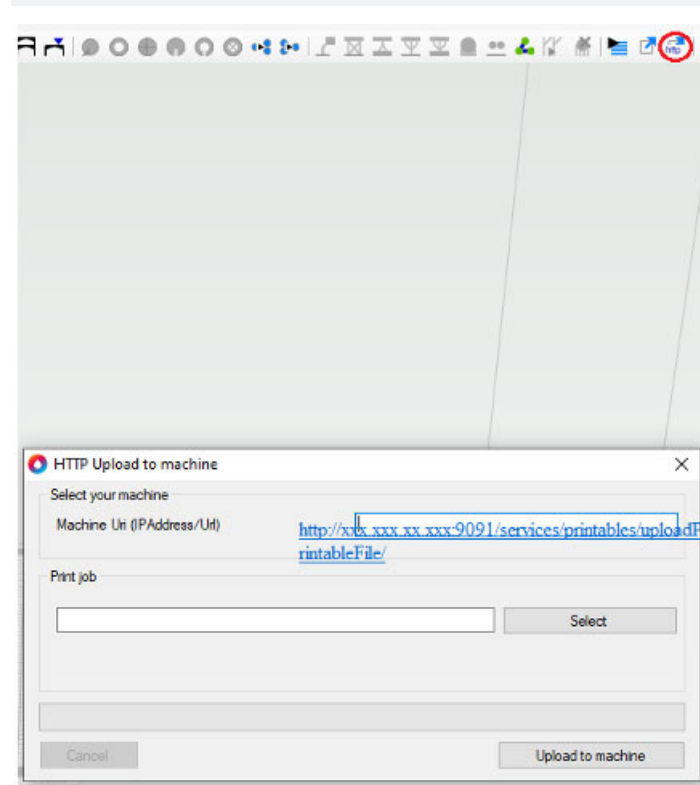 http
HTTP Upload to machine
Select your machine
Machine Uri (IPAddress/Url)
http://xxx.xxx.xx.xxx:9091/services/printables/uploadP
rintableFile/
Print job
Select
Cancel
Upload to machine